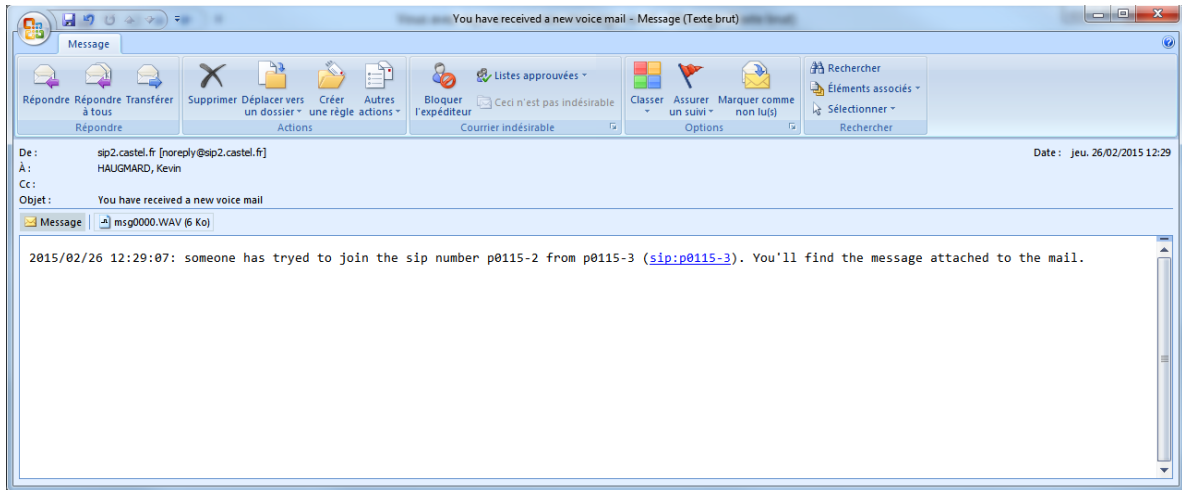 You have received a new voice mail - Message (Texte brut)
Message
Répondre Répondre à tous Transférer
Supprimer Déplacer vers un dossier Créer une règle Autres actions
Bloquer l'expéditeur Listes approuvées
Ceci n'est pas indésirable
Classer Assurer un suivi Marquer comme non lu(s)
Rechercher
Éléments associés
Sélectionner
Répondre Actions Courrier indésirable Options Rechercher
De : sip2.castel.fr [noreply@sip2.castel.fr] Date : jeu. 26/02/2015 12:29
À : HAUGMARD, Kevin
Cc :
Objet : You have received a new voice mail
Message msg0000.WAV (6 Ko)
2015/02/26 12:29:07: someone has tryed to join the sip number p0115-2 from p0115-3 (sip:p0115-3). You'll find the message attached to the mail.